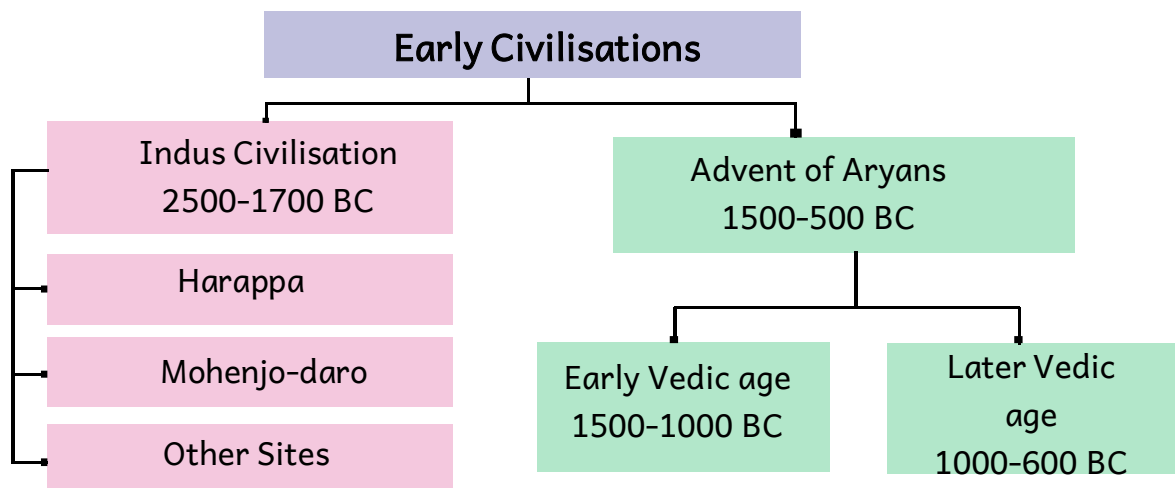 Early Civilisations
Indus Civilisation
2500-1700 BC
Harappa
Mohenjo-daro
Other Sites
Advent of Aryans
1500-500 BC
Early Vedic age
1500-1000 BC
Later Vedic
age
1000-600 BC